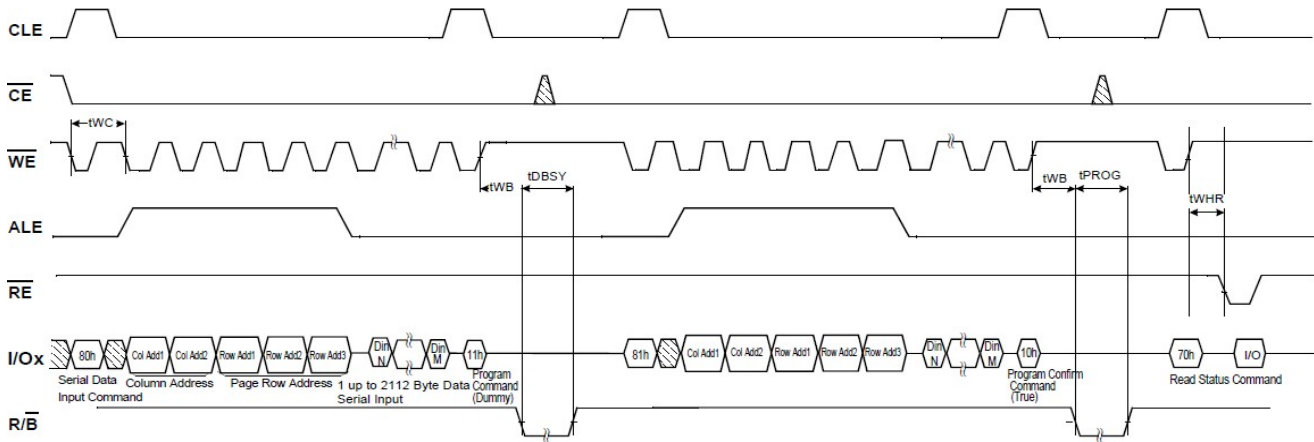 CLE
CE
tWC
WE
tWB
tDBSY
tWB
tPROG
tWHR
ALE
RE
I/Ox
80h
Col Add1
Col Add2
Row Add1
Row Add2
Row Add3
Din
N
Din
M
11h
81h
Col Add1
Col Add2
Row Add1
Row Add2
Row Add3
Din
N
Din
M
10h
70h
I/O
Serial Data
Input Command
Column Address
Page Row Address
1 up to 2112 Byte Data
Serial Input
Program
Command
(Dummy)
Program Confirm
Command
(True)
Read Status Command
R/B